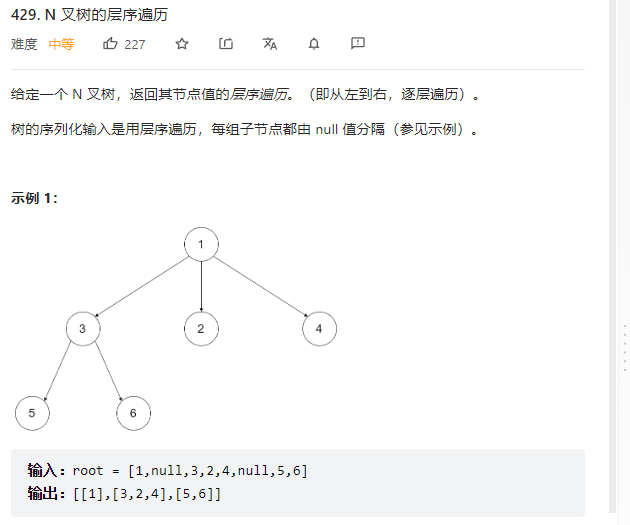 429. N 叉树的层序遍历
难度 中等 227
给定一个 N 叉树，返回其节点值的层序遍历。（即从左到右，逐层遍历）。
树的序列化输入是用层序遍历，每组子节点都由 null 值分隔（参见示例）。
示例 1：
1
3 2 4
5 6
输入：root = [1,null,3,2,4,null,5,6]
输出：[[1],[3,2,4],[5,6]]